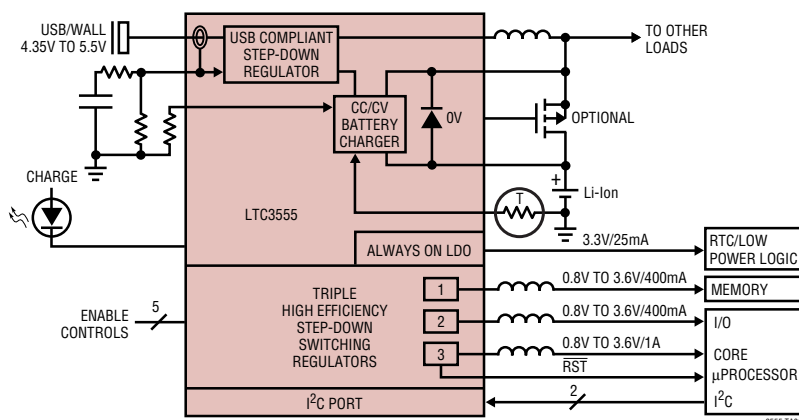 USB/WALL
4.35V TO 5.5V
USB COMPLIANT
STEP-DOWN
REGULATOR
TO OTHER
LOADS
CC/CV
BATTERY
CHARGER
0V
OPTIONAL
CHARGE
LTC3555
T
+
Li-Ion
ALWAYS ON LDO
3.3V/25mA
RTC/LOW
POWER LOGIC
ENABLE
CONTROLS
5
TRIPLE
HIGH EFFICIENCY
STEP-DOWN
SWITCHING
REGULATORS
1
0.8V TO 3.6V/400mA
MEMORY
2
0.8V TO 3.6V/400mA
I/O
3
0.8V TO 3.6V/1A
CORE
RST
µPROCESSOR
I²C PORT
2
I²C